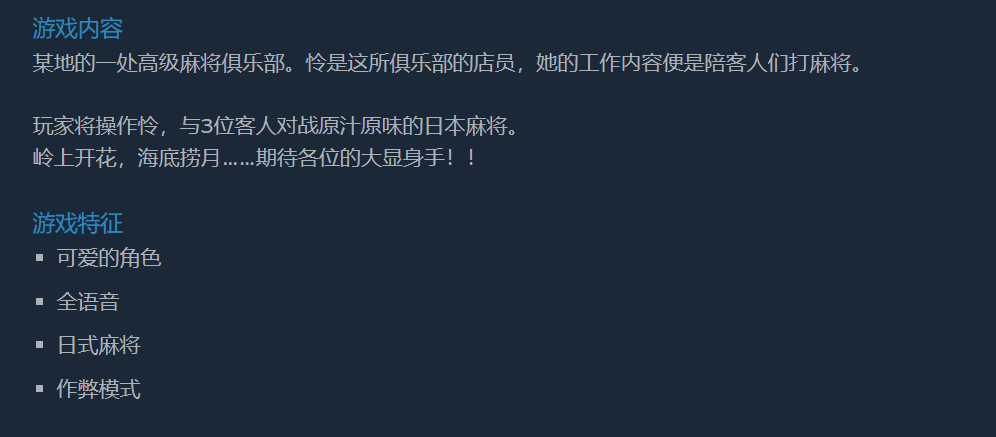 游戏内容
某地的一处高级麻将俱乐部。怜是这所俱乐部的店员，她的工作内容便是陪客人们打麻将。
玩家将操作怜，与3位客人对战原汁原味的日本麻将。
岭上开花，海底捞月……期待各位的大显身手！！
游戏特征
▪ 可爱的角色
▪ 全语音
▪ 日式麻将
▪ 作弊模式